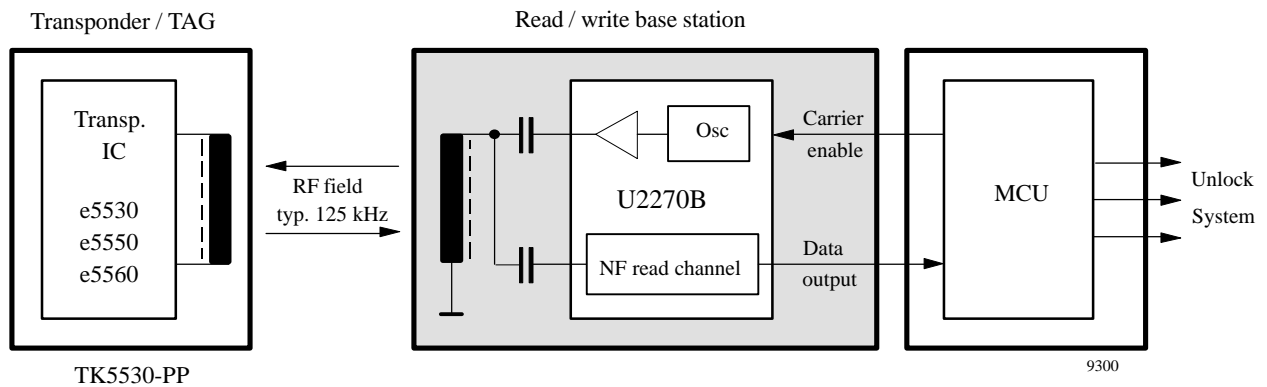 Transponder / TAG
Read / write base station
Transp.
IC
e5530
e5550
e5560
RF field
typ. 125 kHz
Osc
U2270B
NF read channel
Carrier
enable
Data
output
MCU
Unlock
System
TK5530-PP
9300